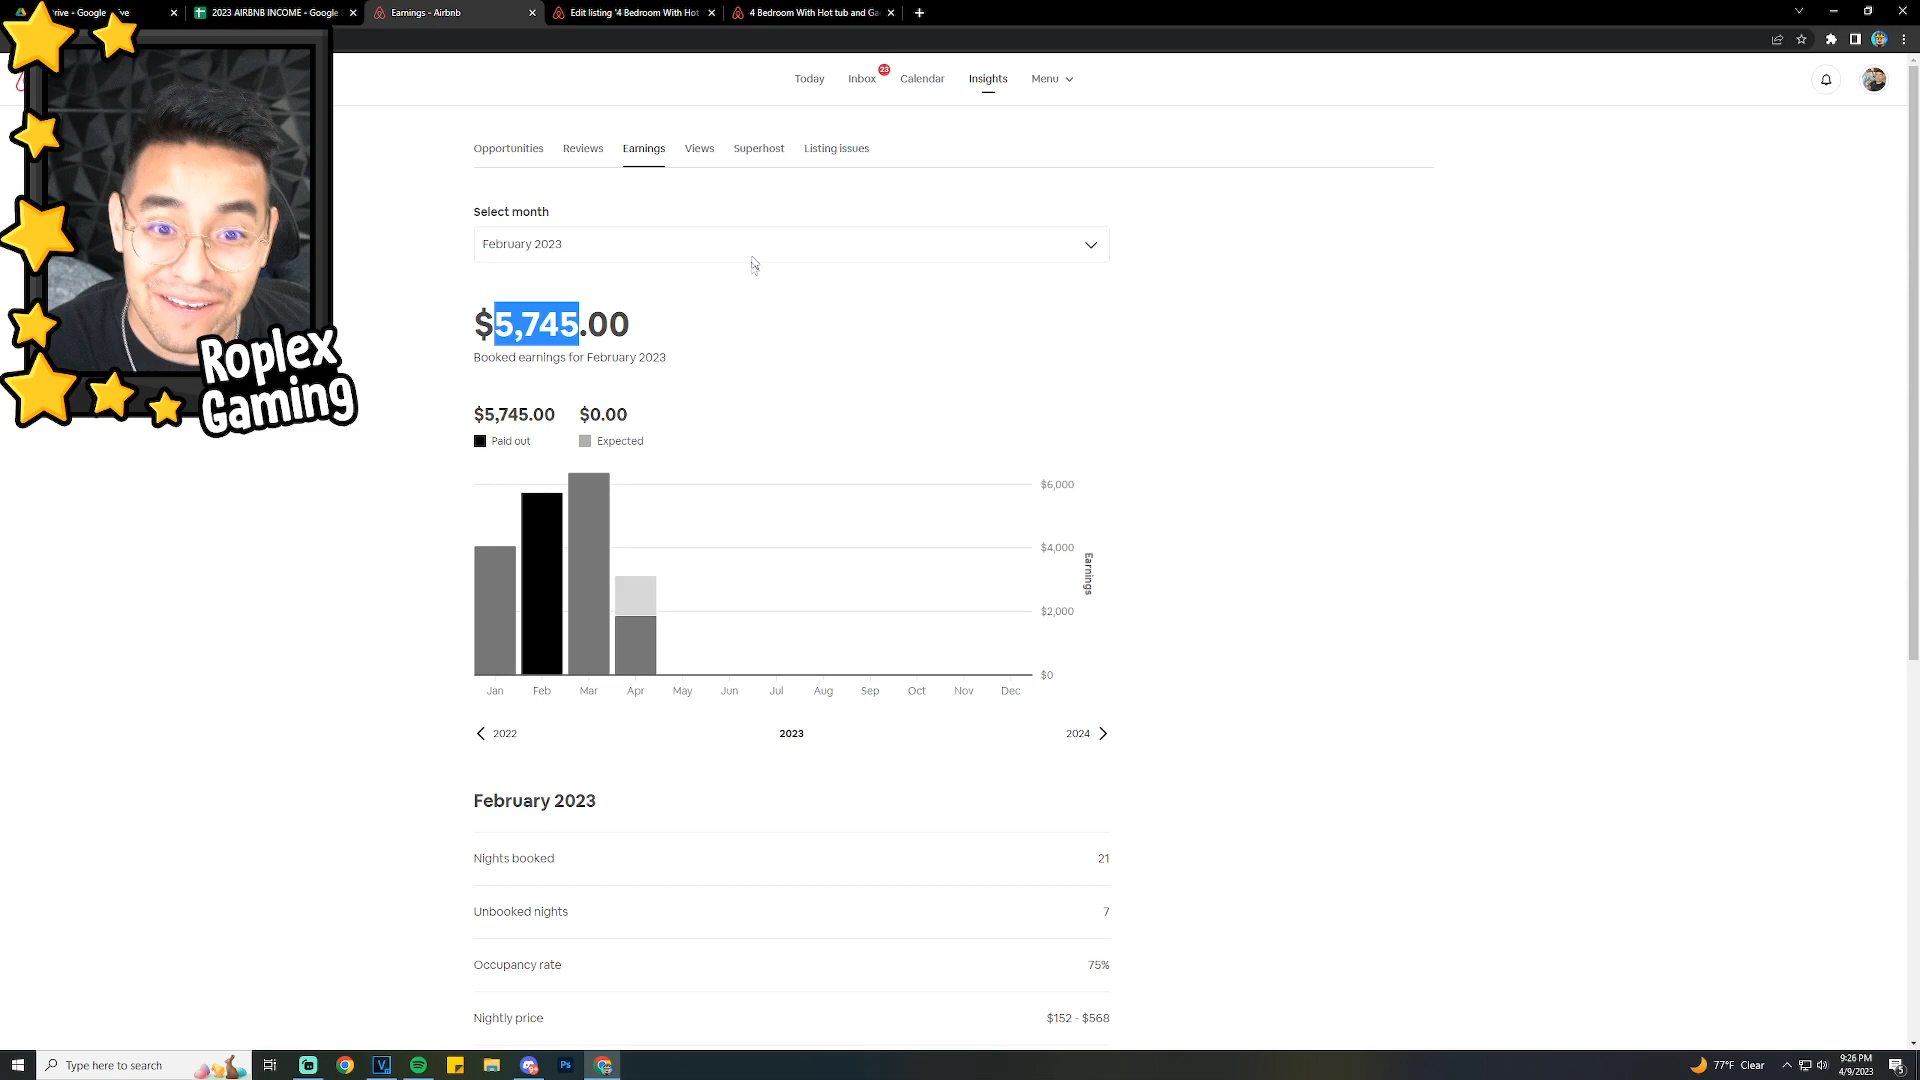 2023 AIRBNB INCOME - Google
Earnings - Airbnb
Edit listing '4 Bedroom With Hot
4 Bedroom With Hot tub and Ga
Today
Inbox
23
Calendar
Insights
Menu
Opportunities
Reviews
Earnings
Views
Superhost
Listing issues
Select month
February 2023
$5,745.00
Booked earnings for February 2023
$5,745.00
$0.00
Paid out
Expected
$6,000
$4,000
$2,000
$0
Earnings
Jan
Feb
Mar
Apr
May
Jun
Jul
Aug
Sep
Oct
Nov
Dec
2022
2023
2024
February 2023
Nights booked
21
Unbooked nights
7
Occupancy rate
75%
Nightly price
$152 - $568
Roplex
Gaming
Type here to search
V
Ps
77°F Clear
9:26 PM
4/9/2023
5